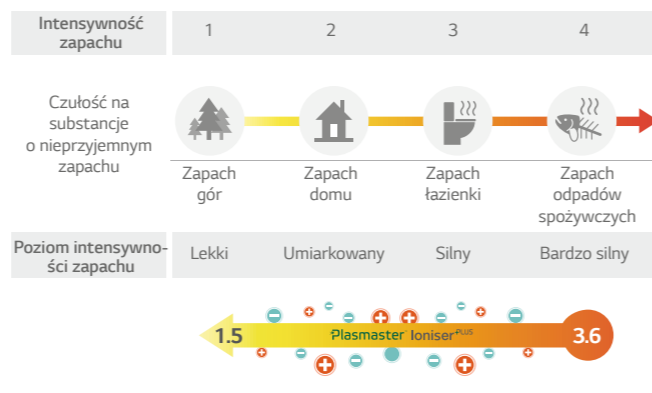 Intensywność
zapachu
1
2
3
4
Czułość na
substancje
o nieprzyjemnym
zapachu
Zapach
gór
Zapach
domu
Zapach
łazienki
Zapach
odpadów
spożywczych
Poziom intensywno-
ści zapachu
Lekki
Umiarkowany
Silny
Bardzo silny
1.5
Plasmaster Ioniser PLUS
3.6